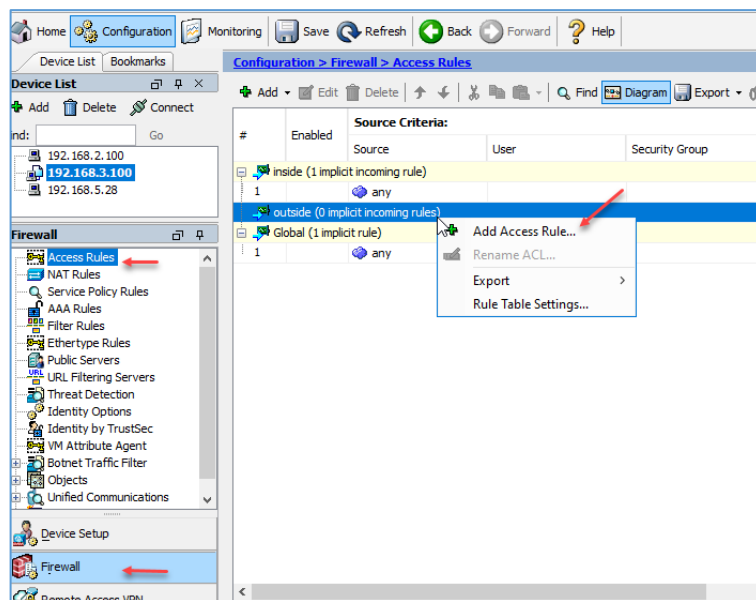 Home Configuration Monitoring Save Refresh Back Forward Help
Device List Bookmarks
Configuration > Firewall > Access Rules
Device List
Add Delete Connect
Add Edit Delete Find Diagram Export
ind: Go
192.168.2.100
192.168.3.100
192.168.5.28
# Enabled Source Criteria:
Source User Security Group
inside (1 implicit incoming rule)
1 any
outside (0 implicit incoming rules)
Global (1 implicit rule)
1 any
Add Access Rule...
Rename ACL...
Export
Rule Table Settings...
Firewall
Access Rules
NAT Rules
Service Policy Rules
AAA Rules
Filter Rules
Ethertype Rules
Public Servers
URL Filtering Servers
Threat Detection
Identity Options
Identity by TrustSec
VM Attribute Agent
Botnet Traffic Filter
Objects
Unified Communications
Device Setup
Firewall
Remote Access VPN